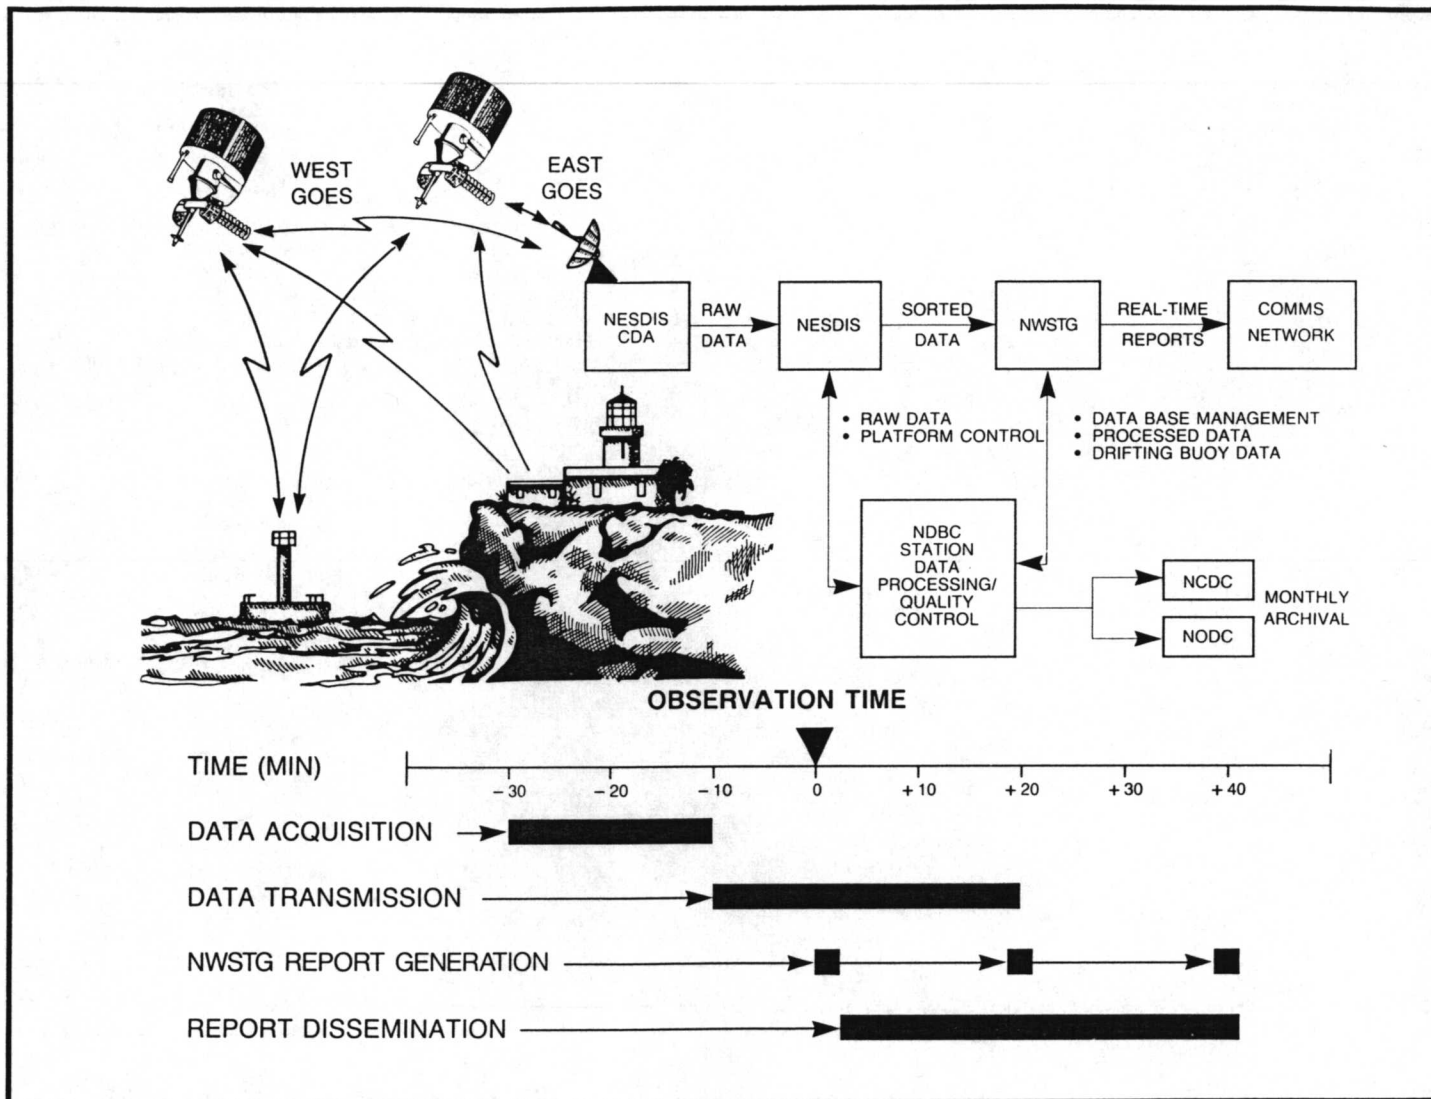 WEST
GOES
EAST
GOES
NESDIS
CDA
RAW
DATA
NESDIS
SORTED
DATA
NWSTG
REAL-TIME
REPORTS
COMMS
NETWORK
• RAW DATA
• PLATFORM CONTROL
• DATA BASE MANAGEMENT
• PROCESSED DATA
• DRIFTING BUOY DATA
NDBC
STATION
DATA
PROCESSING/
QUALITY
CONTROL
NCDC
NODC
MONTHLY
ARCHIVAL
OBSERVATION TIME
TIME (MIN)
-30 -20 -10 0 +10 +20 +30 +40
DATA ACQUISITION
DATA TRANSMISSION
NWSTG REPORT GENERATION
REPORT DISSEMINATION